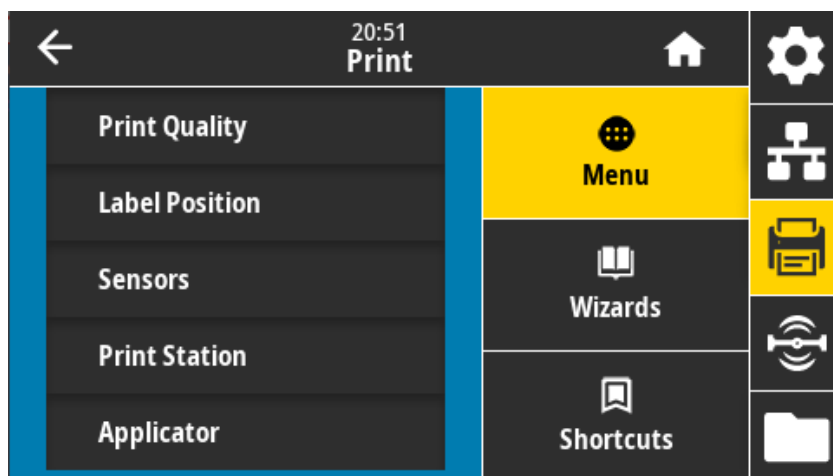 20:51
Print
Print Quality
Label Position
Sensors
Print Station
Applicator
Menu
Wizards
Shortcuts